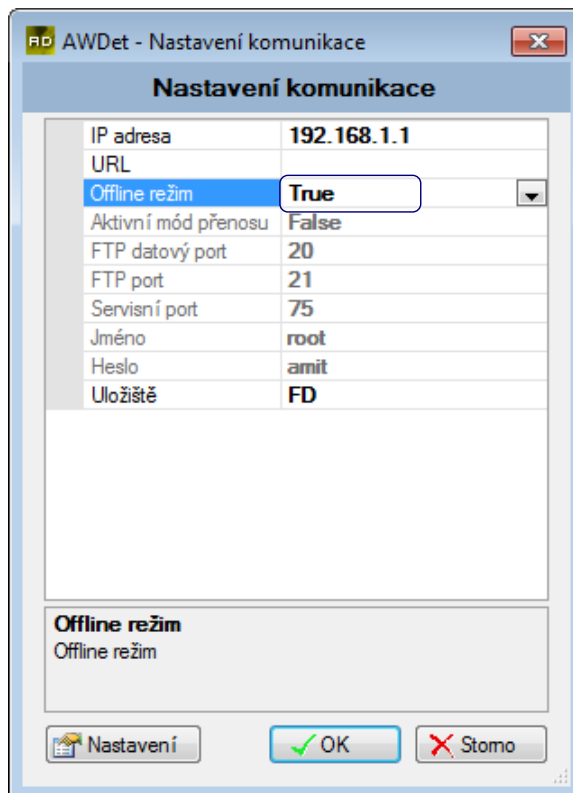 AWDet - Nastavení komunikace
Nastavení komunikace
IP adresa 192.168.1.1
URL
Offline režim True
Aktivní mód přenosu False
FTP datový port 20
FTP port 21
Servisní port 75
Jméno root
Heslo amit
Uložiště FD
Offline režim
Offline režim
Nastavení OK Storno